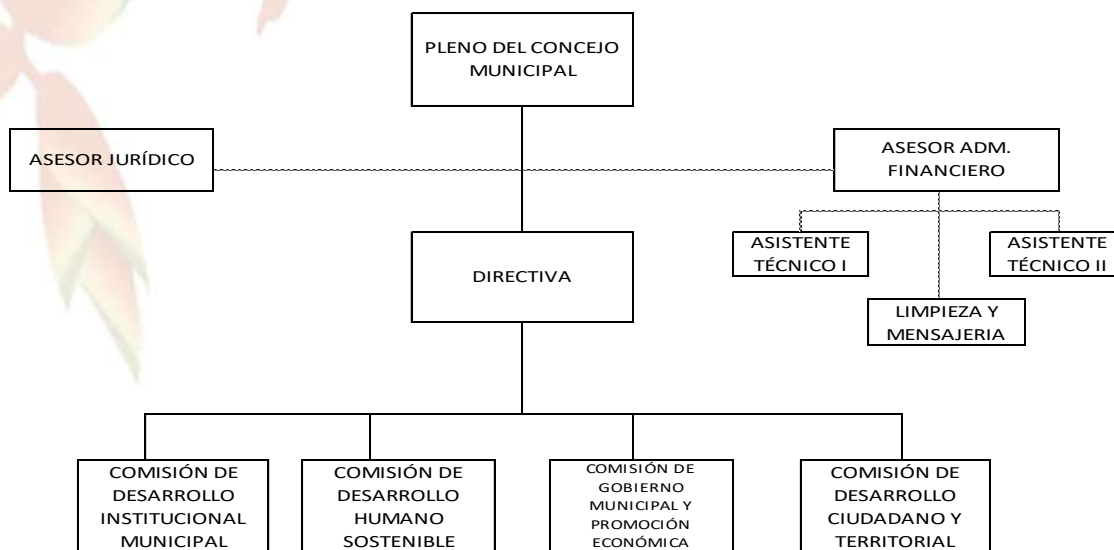 PLENO DEL CONCEJO
MUNICIPAL
ASESOR JURÍDICO
ASESOR ADM.
FINANCIERO
DIRECTIVA
ASISTENTE
TÉCNICO I
ASISTENTE
TÉCNICO II
LIMPIEZA Y
MENSAJERIA
COMISIÓN DE
DESARROLLO
INSTITUCIONAL
MUNICIPAL
COMISIÓN DE
DESARROLLO
HUMANO
SOSTENIBLE
COMISIÓN DE
GOBIERNO
MUNICIPAL Y
PROMOCIÓN
ECONÓMICA
COMISIÓN DE
DESARROLLO
CIUDADANO Y
TERRITORIAL